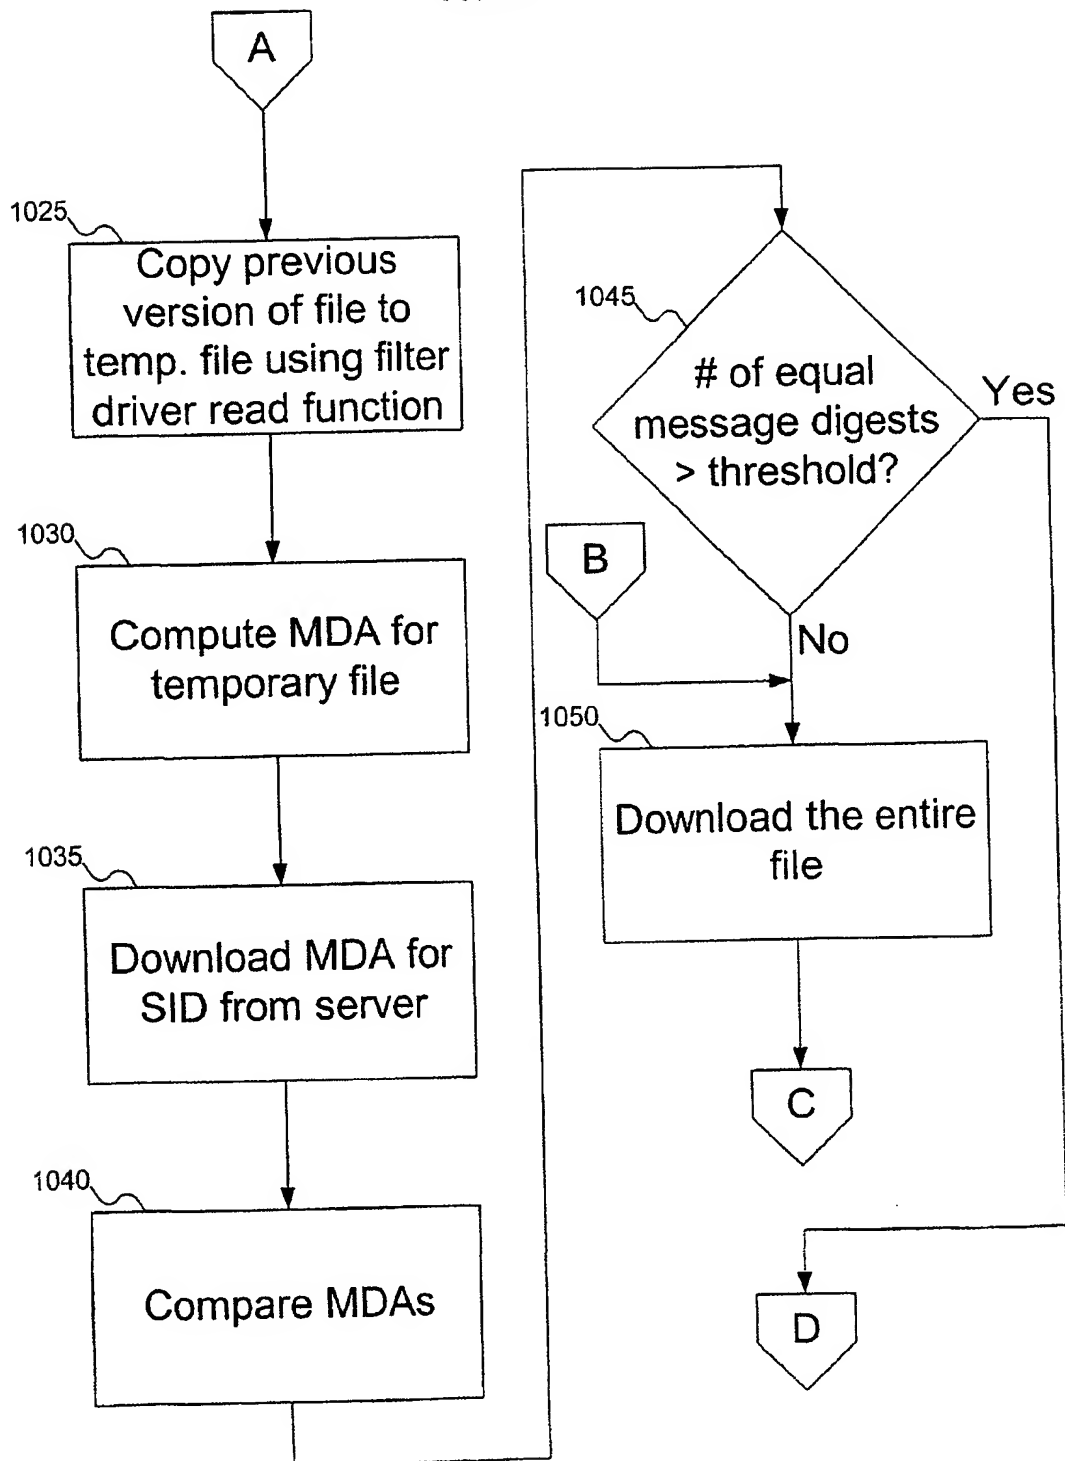 A
1025
Copy previous
version of file to
temp. file using filter
driver read function
1030
Compute MDA for
temporary file
1035
Download MDA for
SID from server
1040
Compare MDAs
1045
# of equal
message digests
> threshold?
Yes
No
B
1050
Download the entire
file
C
D